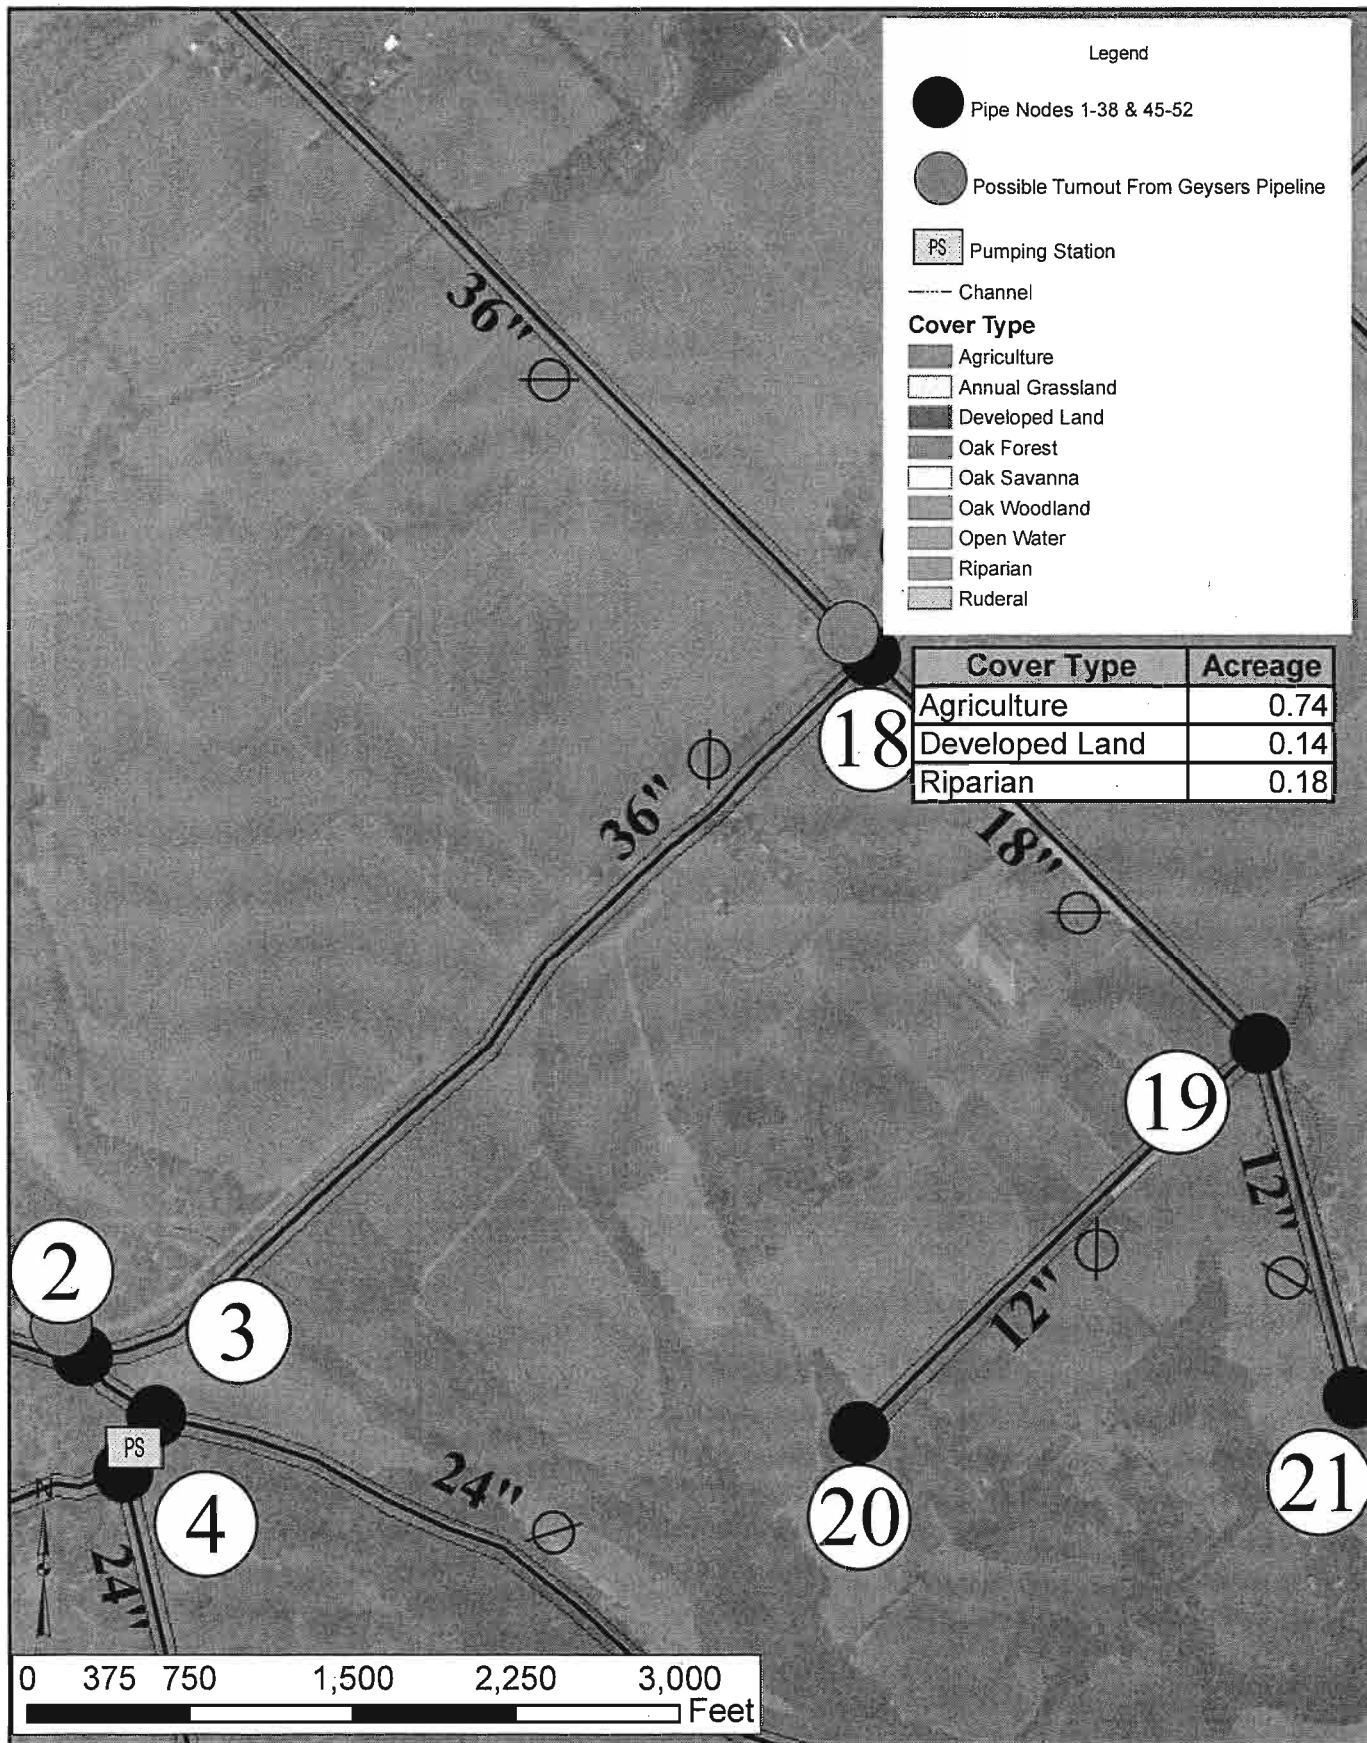 Legend
Pipe Nodes 1-38 & 45-52
Possible Turnout From Geysers Pipeline
PS Pumping Station
Channel
Cover Type
Agriculture
Annual Grassland
Developed Land
Oak Forest
Oak Savanna
Oak Woodland
Open Water
Riparian
Ruderal
Cover Type Acreage
Agriculture 0.74
Developed Land 0.14
Riparian 0.18
36"
18
36"
18"
19
12"
2
3
12"
PS
24"
20
21
4
N
24"
0 375 750 1,500 2,250 3,000
Feet